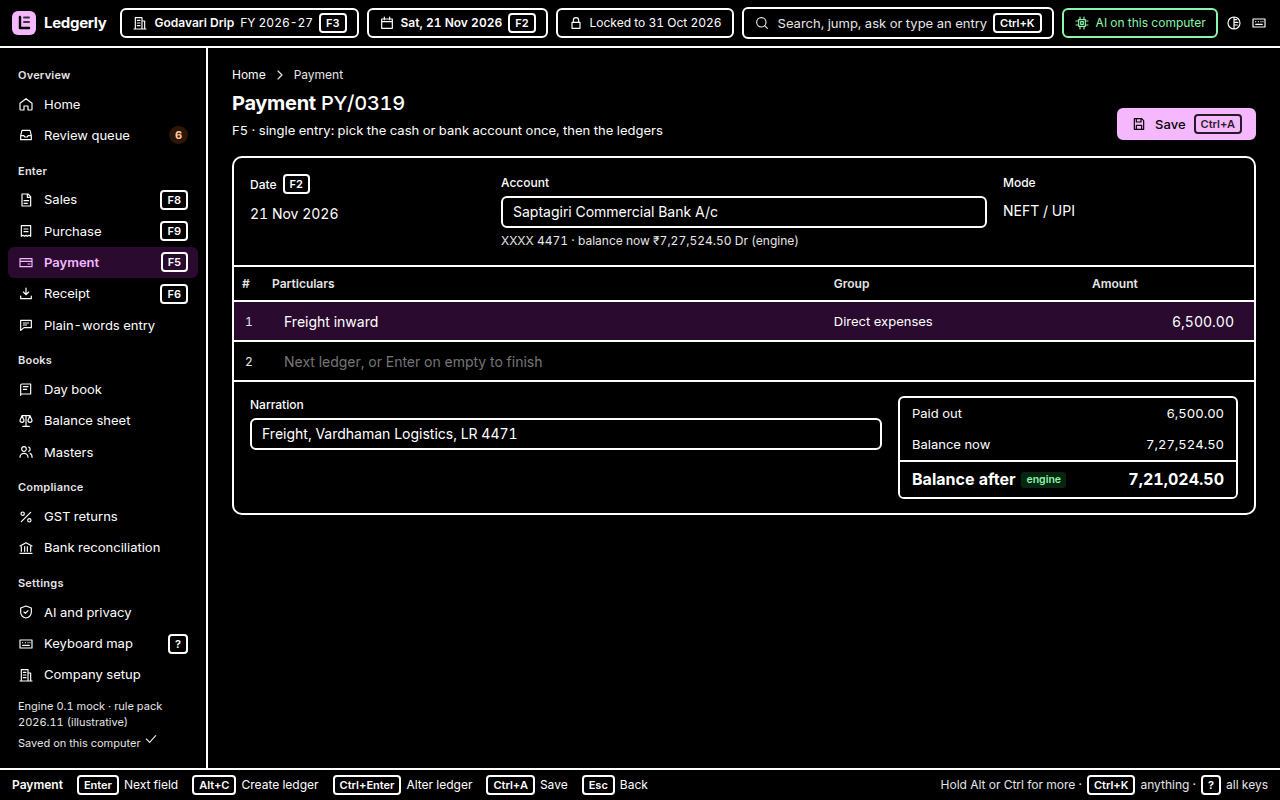 Ledgerly
Godavari Drip FY 2026-27 F3
Sat, 21 Nov 2026 F2
Locked to 31 Oct 2026
Search, jump, ask or type an entry Ctrl+K
AI on this computer
Overview
Home
Review queue 6
Enter
Sales F8
Purchase F9
Payment F5
Receipt F6
Plain-words entry
Books
Day book
Balance sheet
Masters
Compliance
GST returns
Bank reconciliation
Settings
AI and privacy
Keyboard map ?
Company setup
Engine 0.1 mock · rule pack
2026.11 (illustrative)
Saved on this computer
Home Payment
Payment PY/0319
F5 · single entry: pick the cash or bank account once, then the ledgers
Save Ctrl+A
Date F2
21 Nov 2026
Account
Saptagiri Commercial Bank A/c
XXXX 4471 · balance now ₹7,27,524.50 Dr (engine)
Mode
NEFT / UPI
# Particulars Group Amount
1 Freight inward Direct expenses 6,500.00
2 Next ledger, or Enter on empty to finish
Narration
Freight, Vardhaman Logistics, LR 4471
Paid out 6,500.00
Balance now 7,27,524.50
Balance after engine 7,21,024.50
Payment Enter Next field Alt+C Create ledger Ctrl+Enter Alter ledger Ctrl+A Save Esc Back
Hold Alt or Ctrl for more · Ctrl+K anything · ? all keys